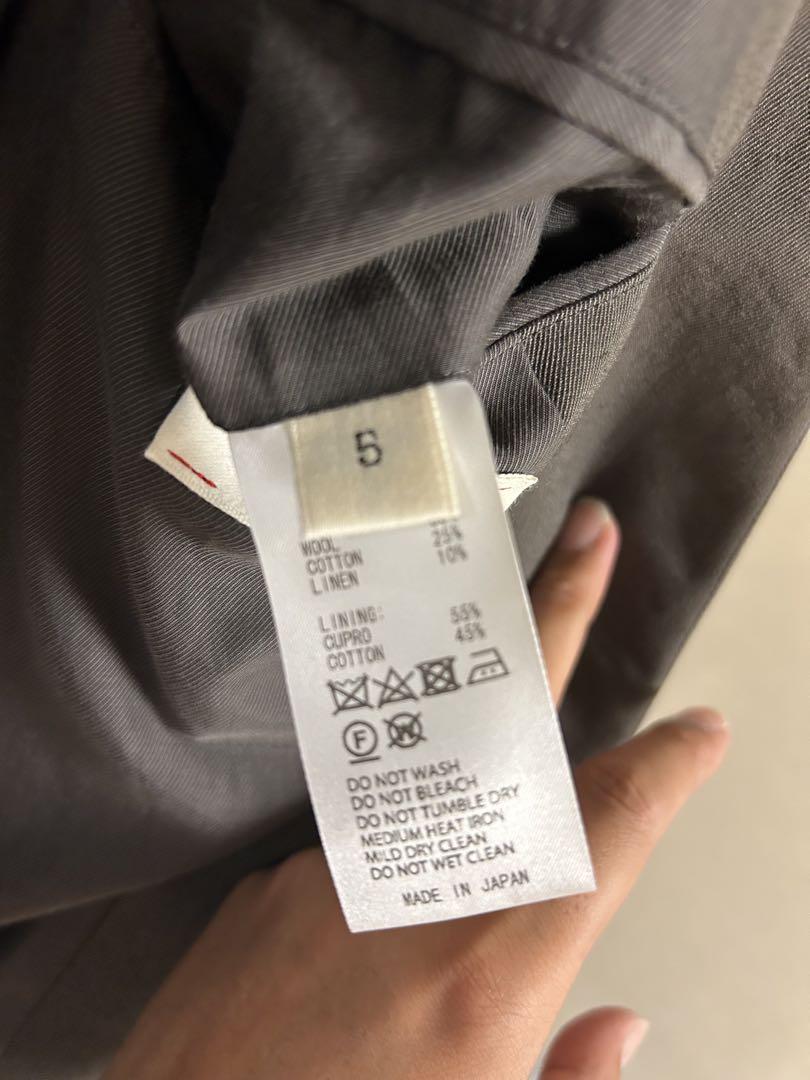 5
WOOL
COTTON 25%
LINEN 10%
LINING:
CUPRO 55%
COTTON 45%
F W
DO NOT WASH
DO NOT BLEACH
DO NOT TUMBLE DRY
MEDIUM HEAT IRON
MILD DRY CLEAN
DO NOT WET CLEAN
MADE IN JAPAN